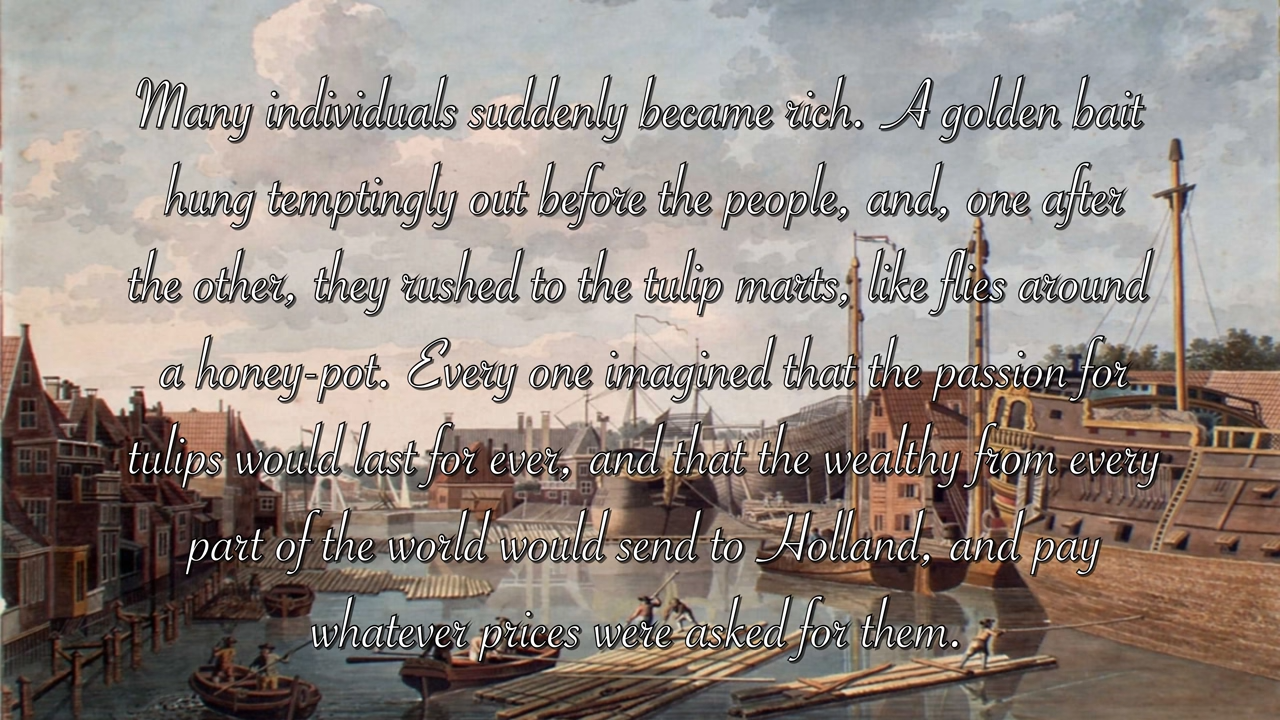 Many individuals suddenly became rich. A golden bait
hung temptingly out before the people, and, one after
the other, they rushed to the tulip marts, like flies around
a honey-pot. Every one imagined that the passion for
tulips would last for ever, and that the wealthy from every
part of the world would send to Holland, and pay
whatever prices were asked for them.